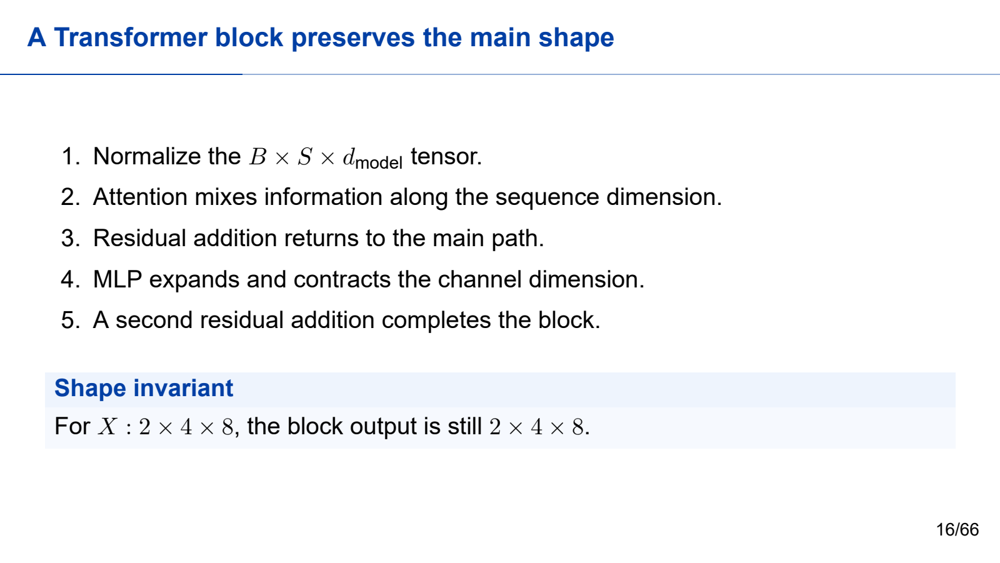 A Transformer block preserves the main shape
1. Normalize the B × S × d_model tensor.
2. Attention mixes information along the sequence dimension.
3. Residual addition returns to the main path.
4. MLP expands and contracts the channel dimension.
5. A second residual addition completes the block.
Shape invariant
For X : 2 × 4 × 8, the block output is still 2 × 4 × 8.
16/66